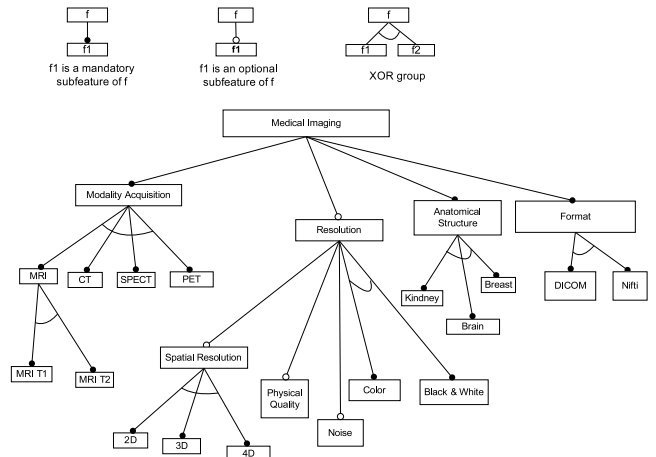 f
f
f
f1
f1
f1
f2
f1 is a mandatory
subfeature of f
f1 is an optional
subfeature of f
XOR group
Medical Imaging
Modality Acquisition
Resolution
Anatomical
Structure
Format
MRI
CT
SPECT
PET
Kindney
Brain
Breast
DICOM
Nifti
MRI T1
MRI T2
Spatial Resolution
Physical
Quality
Noise
Color
Black & White
2D
3D
4D